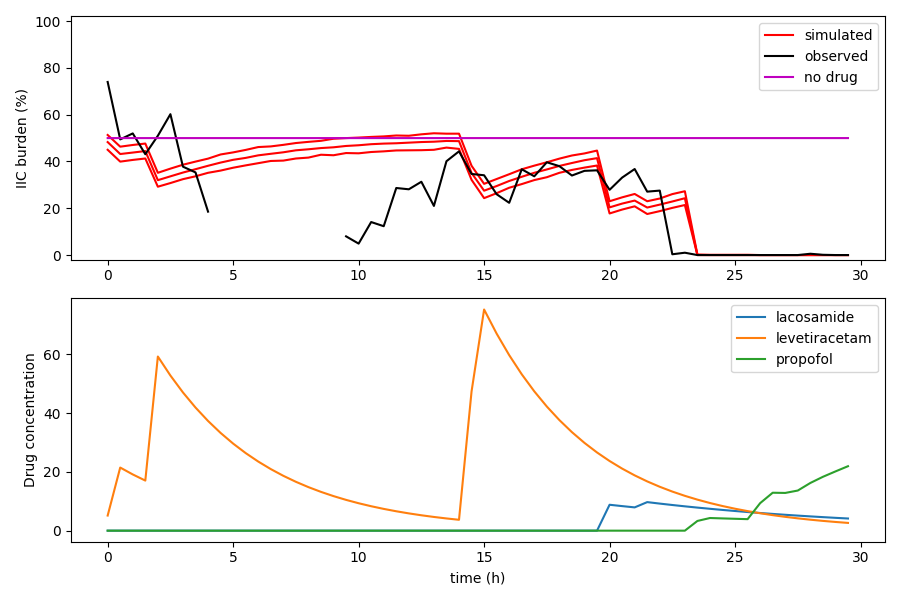 100
80
60
40
20
0
IIC burden (%)
simulated
observed
no drug
0 5 10 15 20 25 30
60
40
20
0
Drug concentration
lacosamide
levetiracetam
propofol
0 5 10 15 20 25 30
time (h)